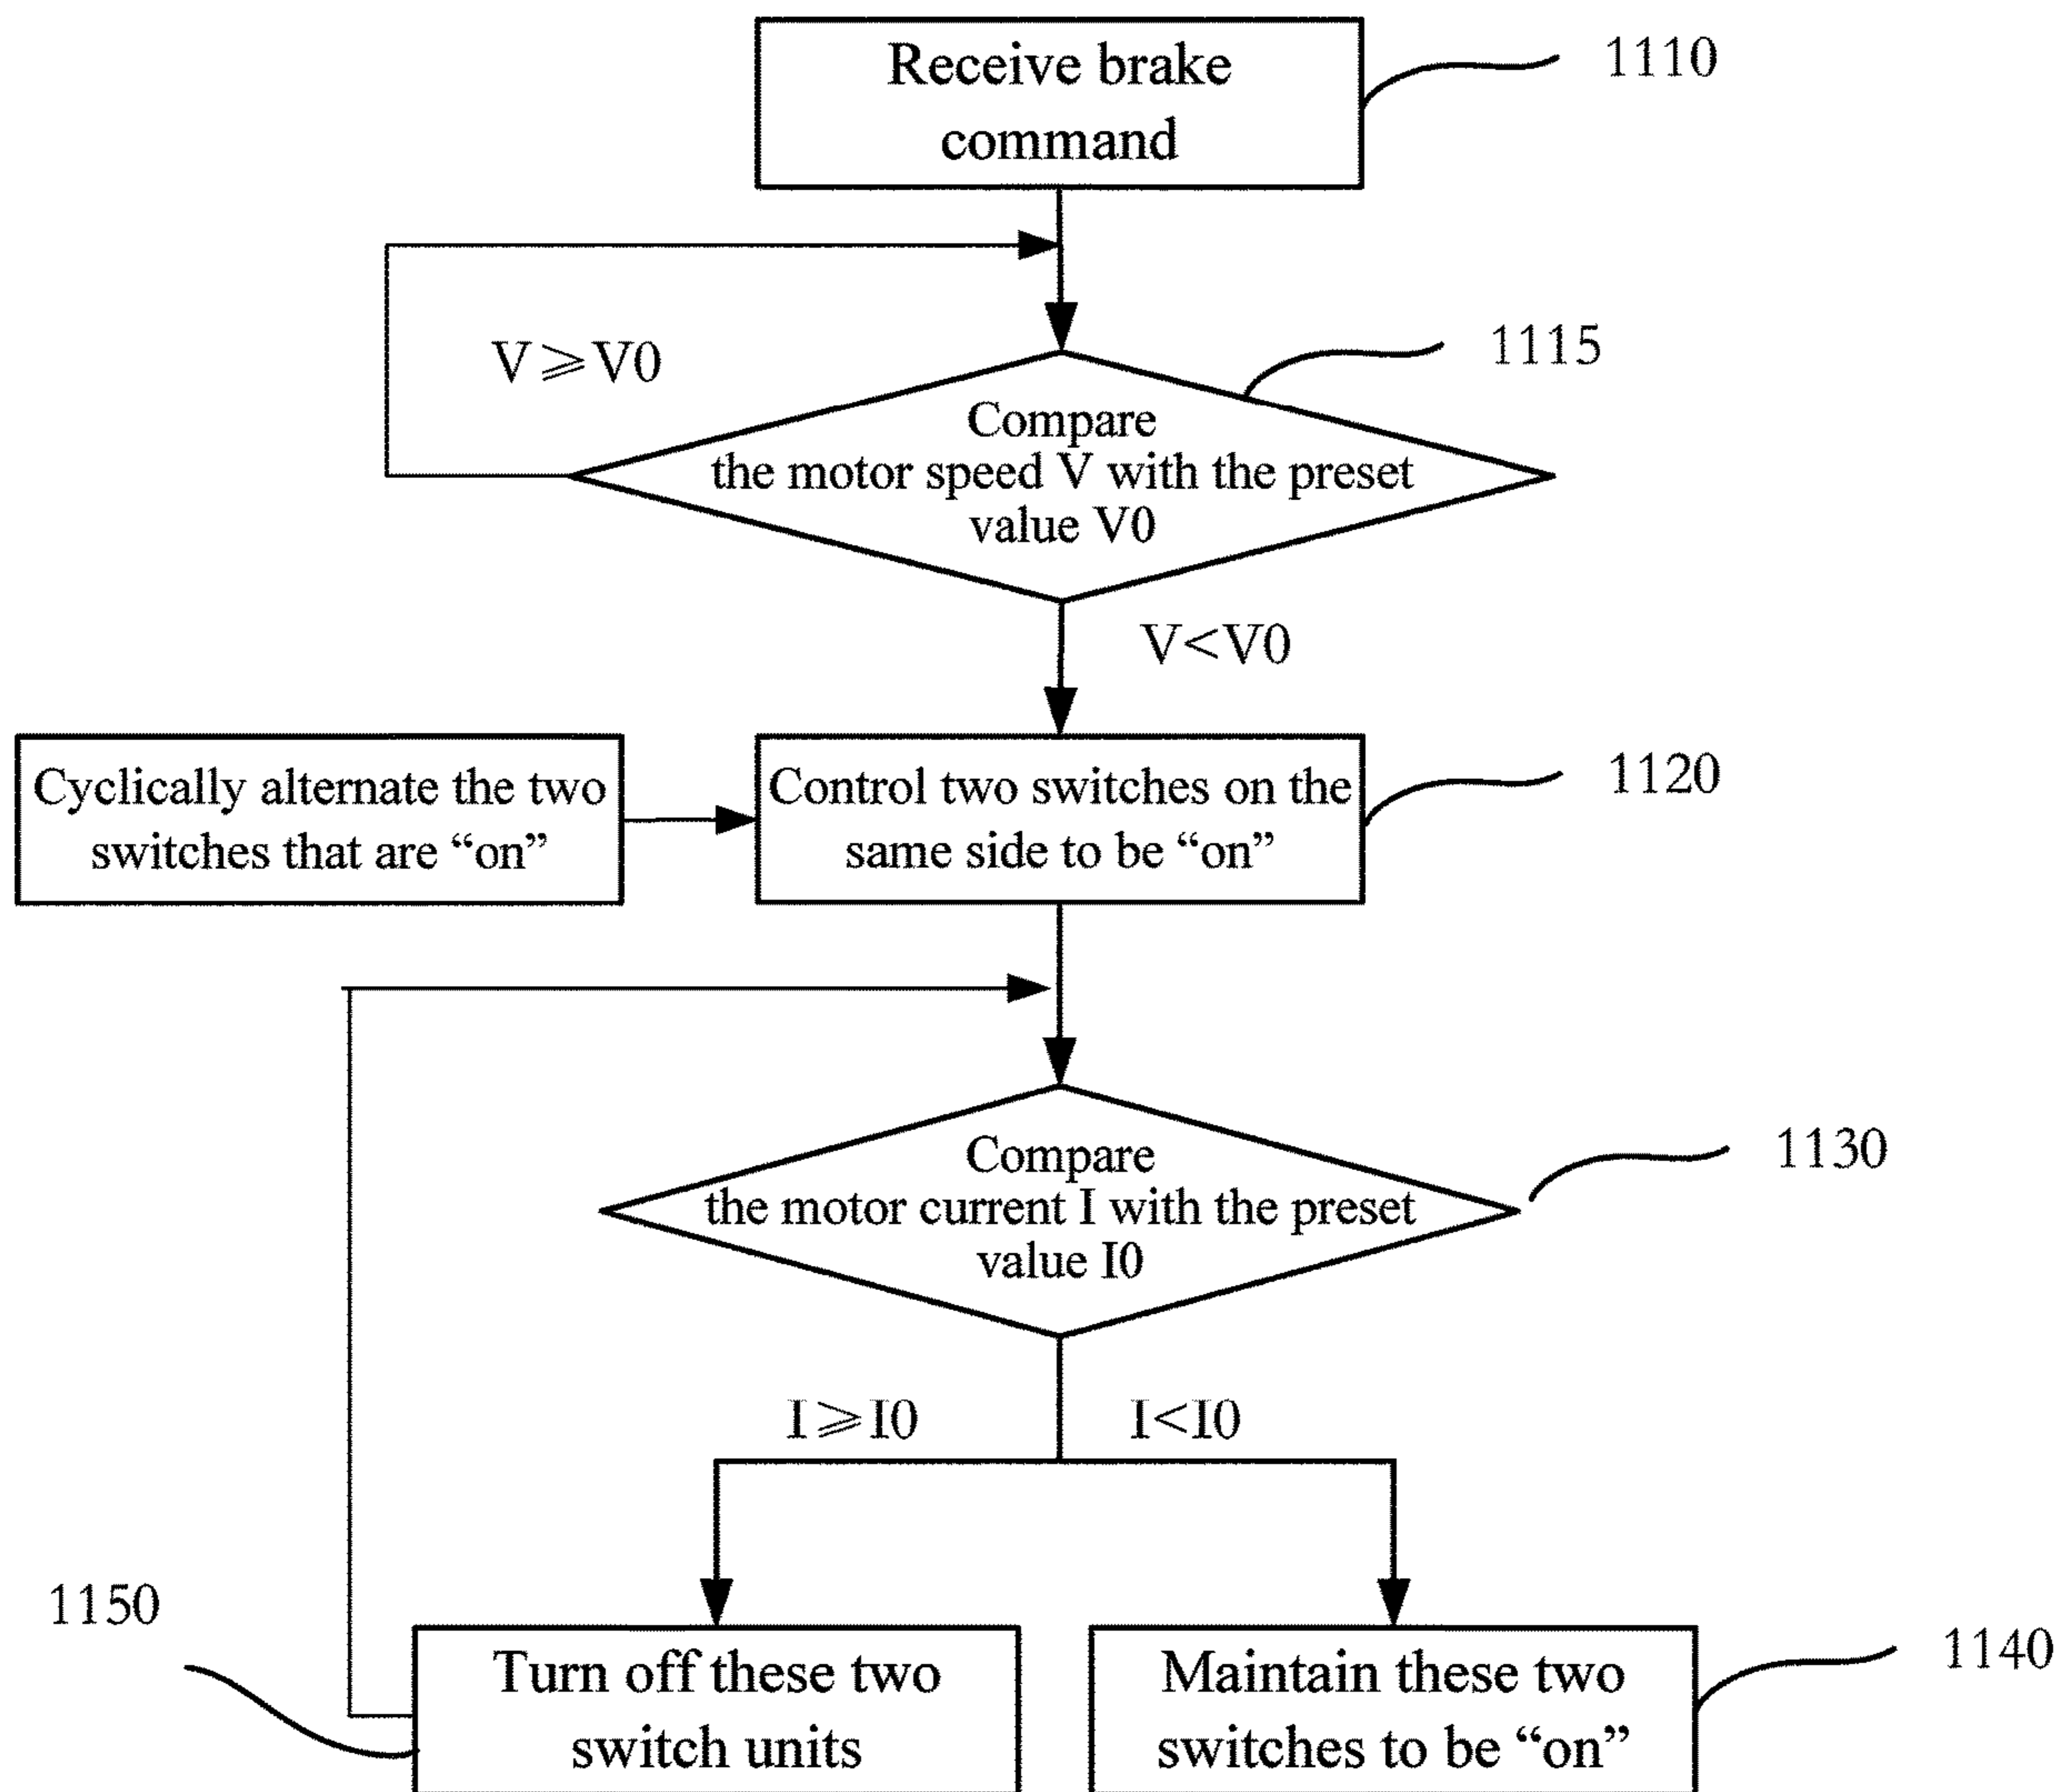 Receive brake
command
1110
V≥V0
1115
Compare
the motor speed V with the preset
value V0
V<V0
Cyclically alternate the two
switches that are “on”
Control two switches on the
same side to be “on”
1120
Compare
the motor current I with the preset
value I0
1130
I≥I0
I<I0
1150
Turn off these two
switch units
Maintain these two
switches to be “on”
1140